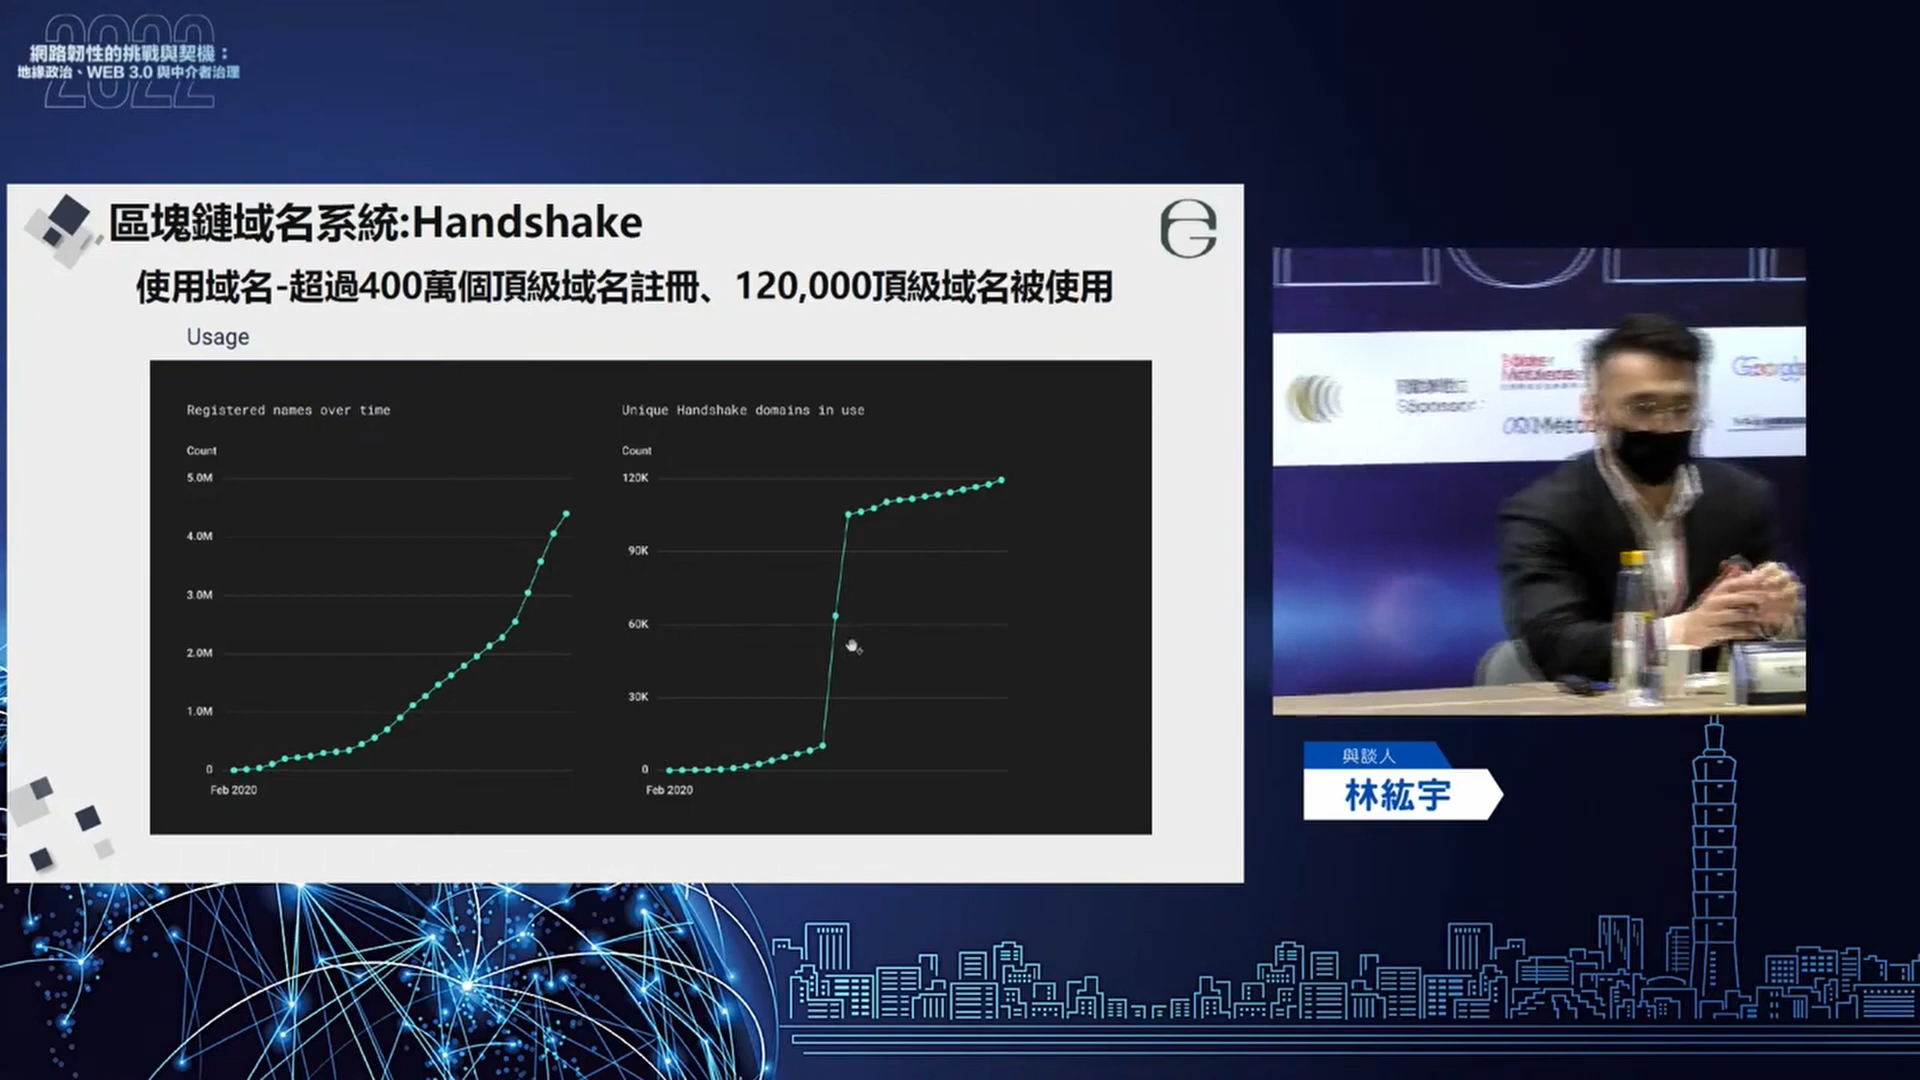 2022
網路韌性的挑戰與契機：
地緣政治、WEB 3.0 與中介者治理
區塊鏈域名系統:Handshake
使用域名-超過400萬個頂級域名註冊、120,000頂級域名被使用
Usage
Registered names over time
Count
5.0M
4.0M
3.0M
2.0M
1.0M
0
Feb 2020
Unique Handshake domains in use
Count
120K
90K
60K
30K
0
Feb 2020
Google
與談人
林紘宇